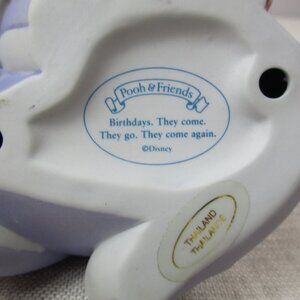 Pooh & Friends
Birthdays. They come.
They go. They come again.
©Disney
THAILAND
THAILANDE